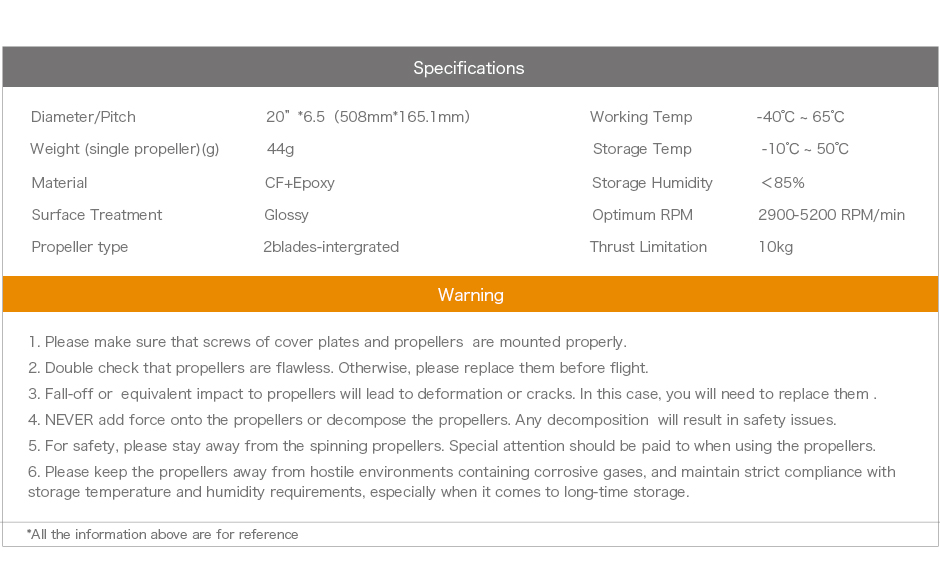 Specifications
Diameter/Pitch 20”*6.5（508mm*165.1mm） Working Temp -40℃ ~ 65℃
Weight (single propeller)(g) 44g Storage Temp -10℃ ~ 50℃
Material CF+Epoxy Storage Humidity ＜85%
Surface Treatment Glossy Optimum RPM 2900-5200 RPM/min
Propeller type 2blades-intergrated Thrust Limitation 10kg
Warning
1. Please make sure that screws of cover plates and propellers are mounted properly.
2. Double check that propellers are flawless. Otherwise, please replace them before flight.
3. Fall-off or equivalent impact to propellers will lead to deformation or cracks. In this case, you will need to replace them .
4. NEVER add force onto the propellers or decompose the propellers. Any decomposition will result in safety issues.
5. For safety, please stay away from the spinning propellers. Special attention should be paid to when using the propellers.
6. Please keep the propellers away from hostile environments containing corrosive gases, and maintain strict compliance with
storage temperature and humidity requirements, especially when it comes to long-time storage.
*All the information above are for reference